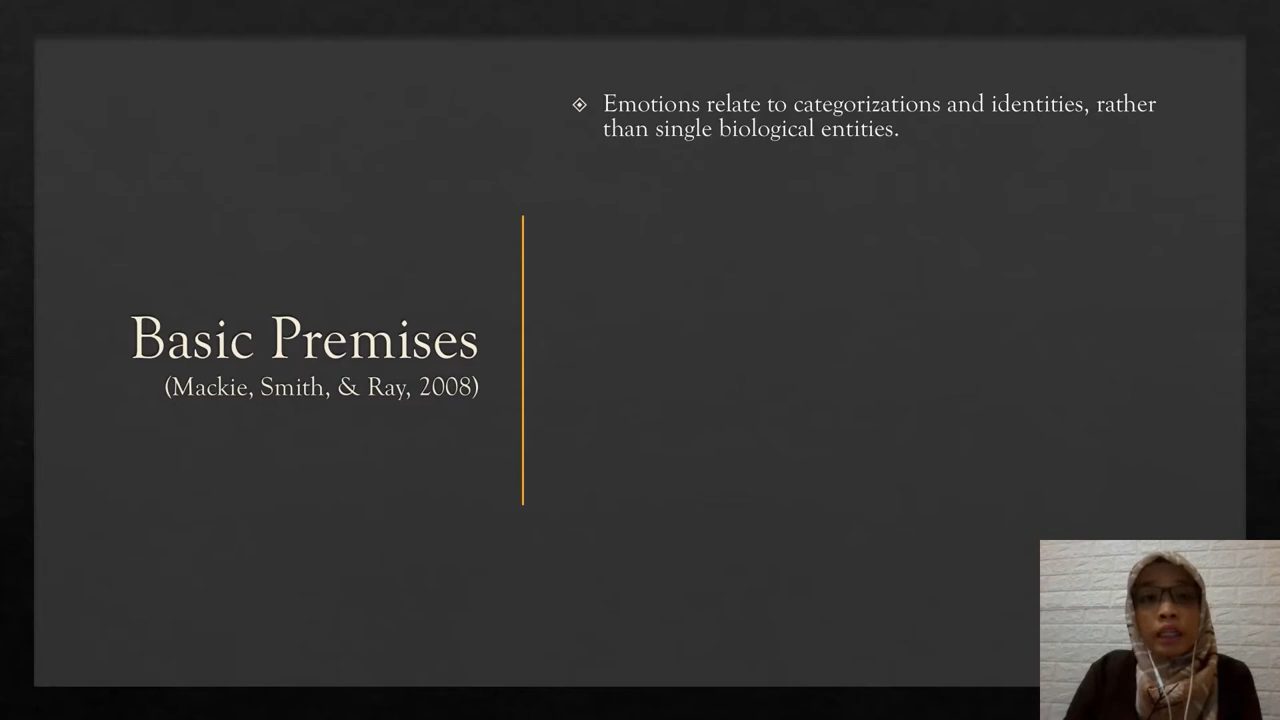 Emotions relate to categorizations and identities, rather
than single biological entities.
Basic Premises
(Mackie, Smith, & Ray, 2008)